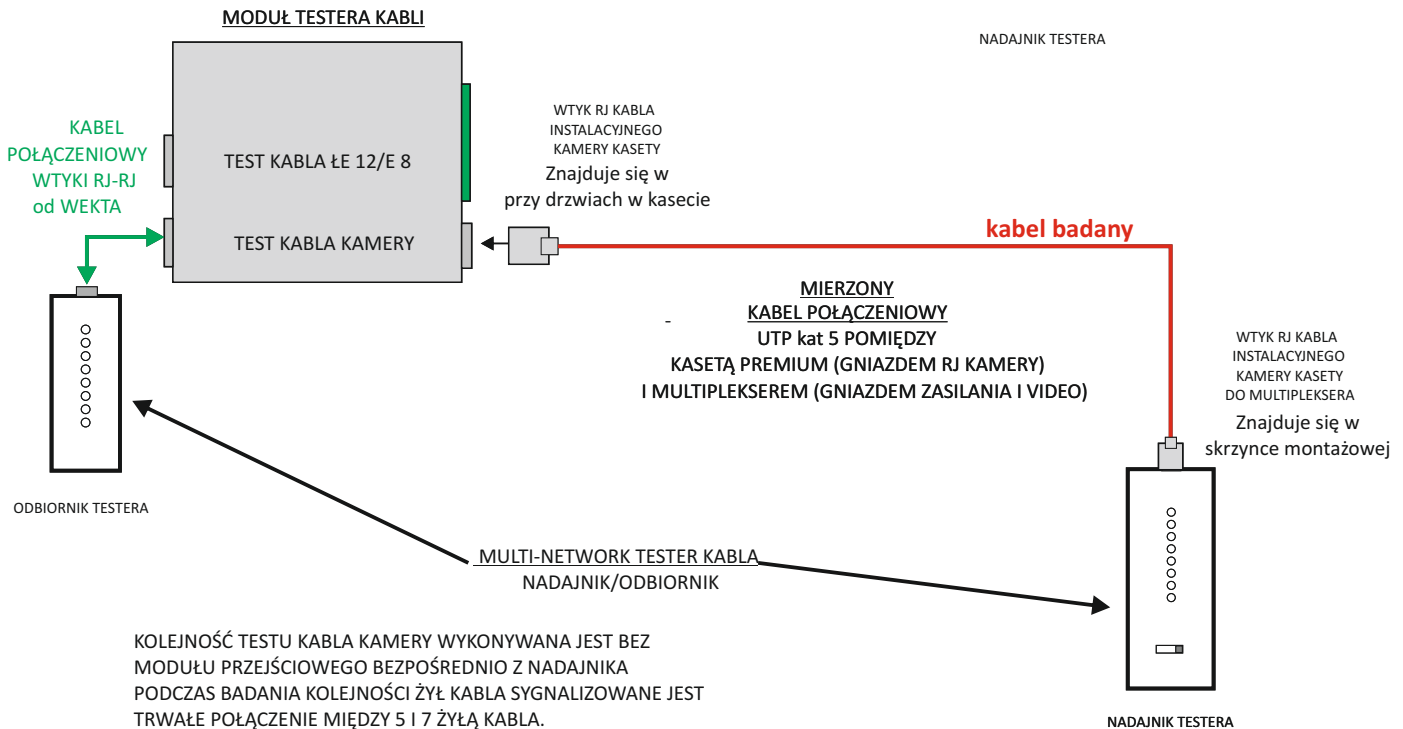 MODUŁ TESTERA KABLI
NADAJNIK TESTERA
KABEL
POŁĄCZENIOWY
WTYKI RJ-RJ
od WEKTA
TEST KABLA ŁE 12/E 8
TEST KABLA KAMERY
WTYK RJ KABLA
INSTALACYJNEGO
KAMERY KASETY
Znajduje się w
przy drzwiach w kasecie
kabel badany
MIERZONY
KABEL POŁĄCZENIOWY
UTP kat 5 POMIĘDZY
KASETĄ PREMIUM (GNIAZDEM RJ KAMERY)
I MULTIPLEKSEREM (GNIAZDEM ZASILANIA I VIDEO)
WTYK RJ KABLA
INSTALACYJNEGO
KAMERY KASETY
DO MULTIPLEKSERA
Znajduje się w
skrzynce montażowej
ODBIORNIK TESTERA
MULTI-NETWORK TESTER KABLA
NADAJNIK/ODBIORNIK
KOLEJNOŚĆ TESTU KABLA KAMERY WYKONYWANA JEST BEZ
MODUŁU PRZEJŚCIOWEGO BEZPOŚREDNIO Z NADAJNIKA
PODCZAS BADANIA KOLEJNOŚCI ŻYŁ KABLA SYGNALIZOWANE JEST
TRWAŁE POŁĄCZENIE MIĘDZY 5 I 7 ŻYŁĄ KABLA.
NADAJNIK TESTERA